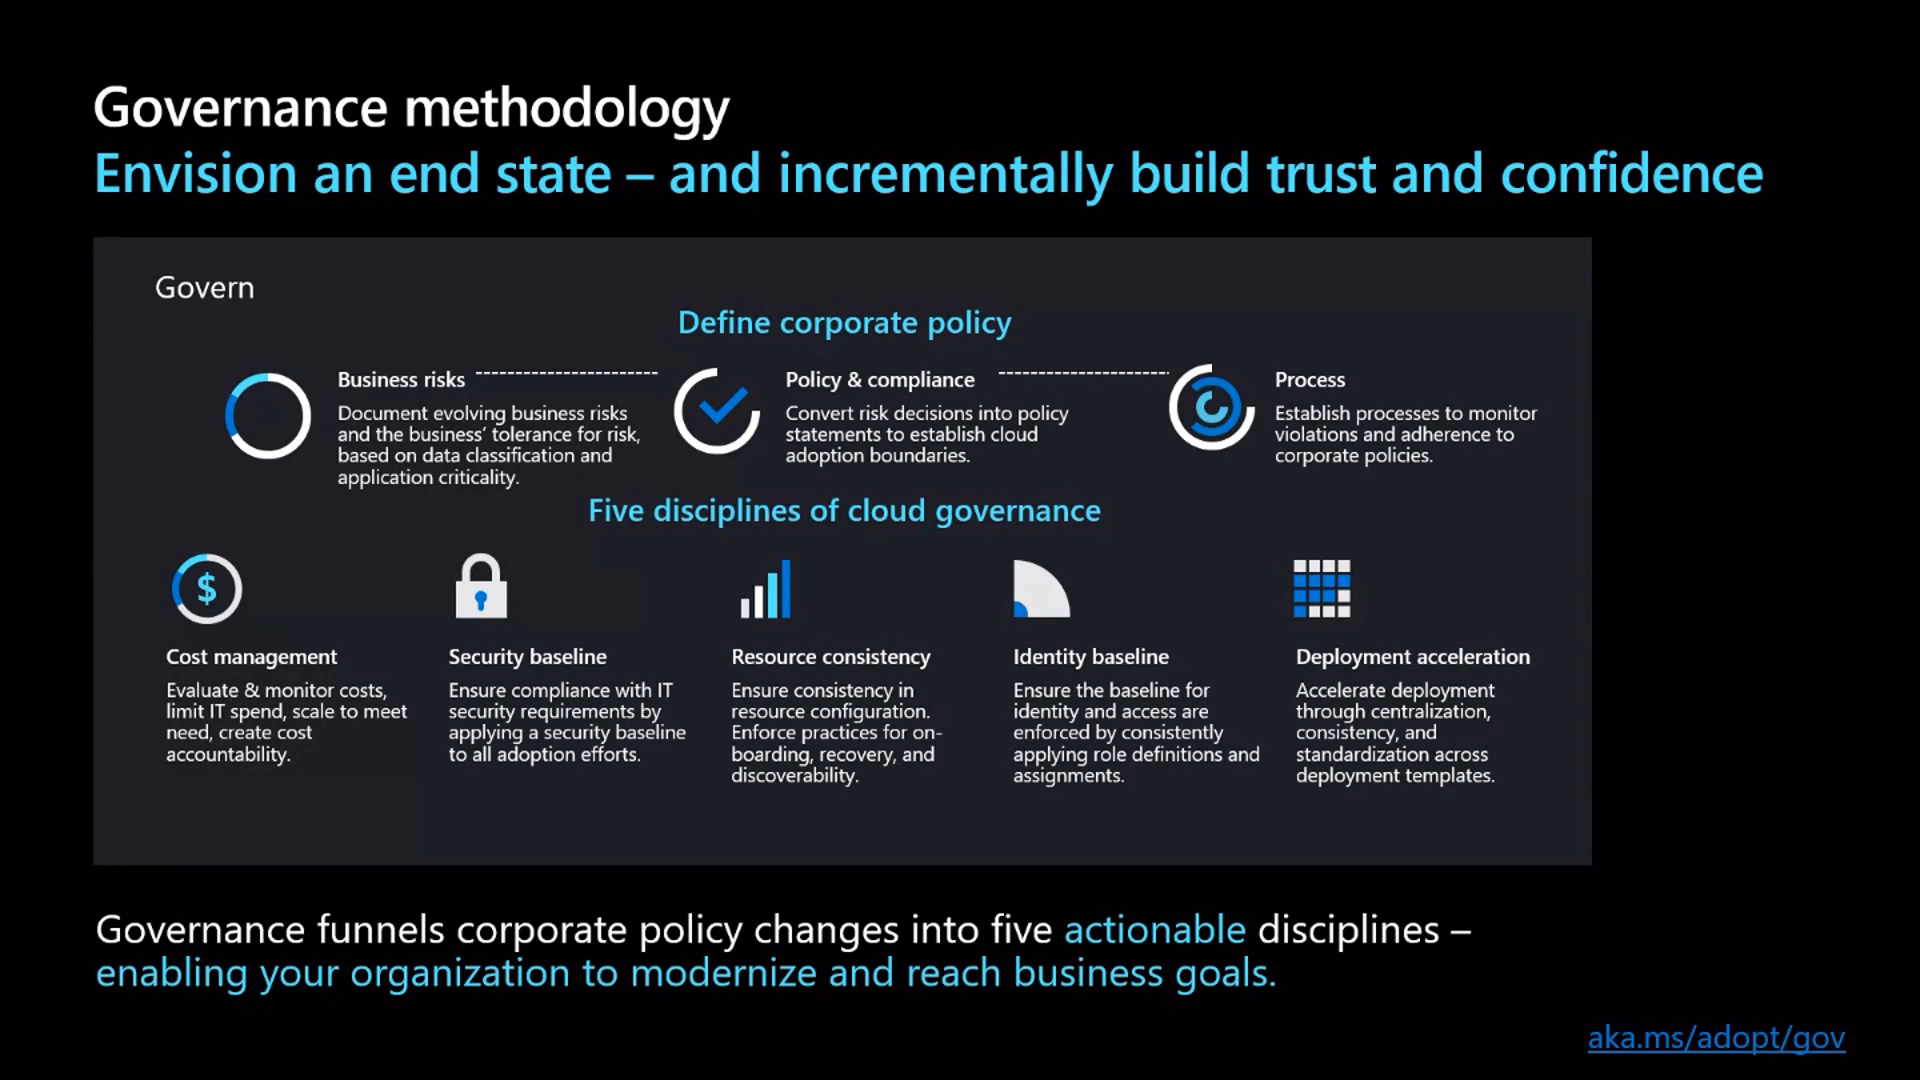 Governance methodology
Envision an end state – and incrementally build trust and confidence
Govern
Define corporate policy
Business risks
Document evolving business risks
and the business’ tolerance for risk,
based on data classification and
application criticality.
Policy & compliance
Convert risk decisions into policy
statements to establish cloud
adoption boundaries.
Process
Establish processes to monitor
violations and adherence to
corporate policies.
Five disciplines of cloud governance
$
Cost management
Evaluate & monitor costs,
limit IT spend, scale to meet
need, create cost
accountability.
Security baseline
Ensure compliance with IT
security requirements by
applying a security baseline
to all adoption efforts.
Resource consistency
Ensure consistency in
resource configuration.
Enforce practices for on-
boarding, recovery, and
discoverability.
Identity baseline
Ensure the baseline for
identity and access are
enforced by consistently
applying role definitions and
assignments.
Deployment acceleration
Accelerate deployment
through centralization,
consistency, and
standardization across
deployment templates.
Governance funnels corporate policy changes into five actionable disciplines –
enabling your organization to modernize and reach business goals.
aka.ms/adopt/gov